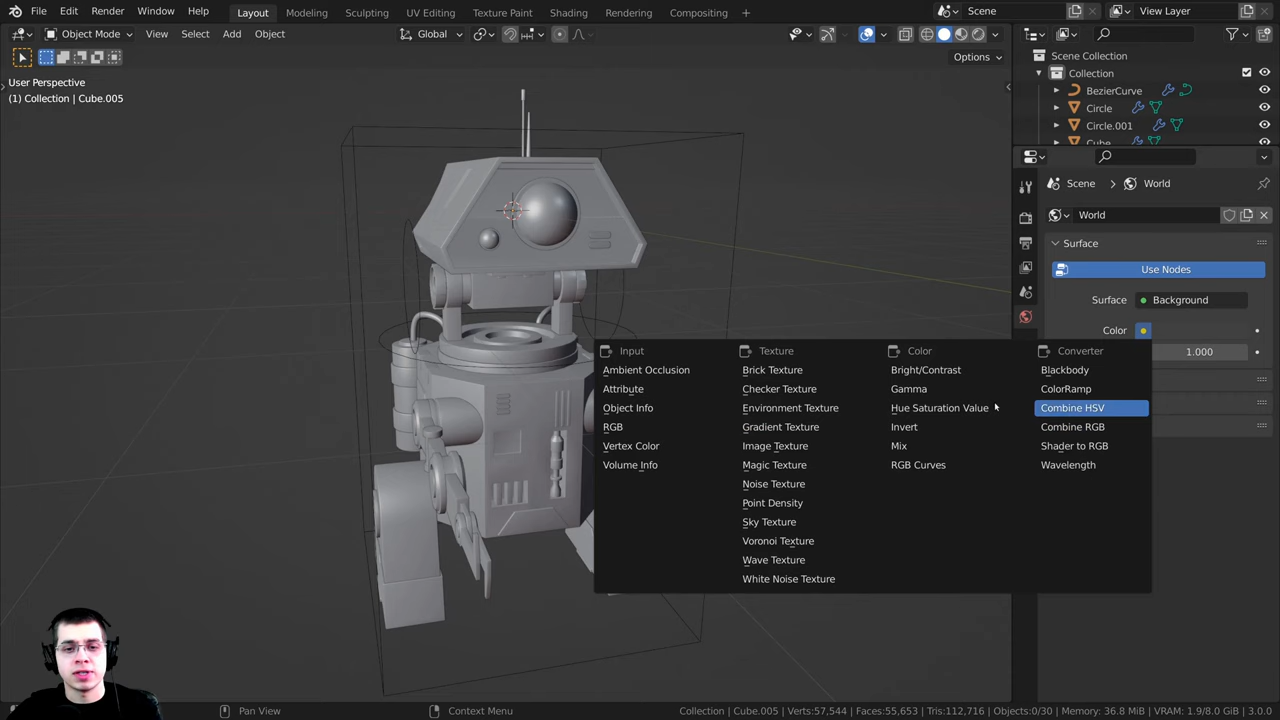 File Edit Render Window Help Layout Modeling Sculpting UV Editing Texture Paint Shading Rendering Compositing + Scene View Layer
Object Mode View Select Add Object Global
Options
User Perspective
(1) Collection | Cube.005
Scene Collection
Collection
BezierCurve
Circle
Circle.001
Cube
Scene > World
World
Surface
Use Nodes
Surface Background
Color
1.000
Input
Ambient Occlusion
Attribute
Object Info
RGB
Vertex Color
Volume Info
Texture
Brick Texture
Checker Texture
Environment Texture
Gradient Texture
Image Texture
Magic Texture
Noise Texture
Point Density
Sky Texture
Voronoi Texture
Wave Texture
White Noise Texture
Color
Bright/Contrast
Gamma
Hue Saturation Value
Invert
Mix
RGB Curves
Converter
Blackbody
ColorRamp
Combine HSV
Combine RGB
Shader to RGB
Wavelength
Pan View Context Menu Collection | Cube.005 | Verts:57,544 | Faces:55,653 | Tris:112,716 | Objects:0/30 | Memory: 36.8 MiB | VRAM: 1.9/8.0 GiB | 3.0.0